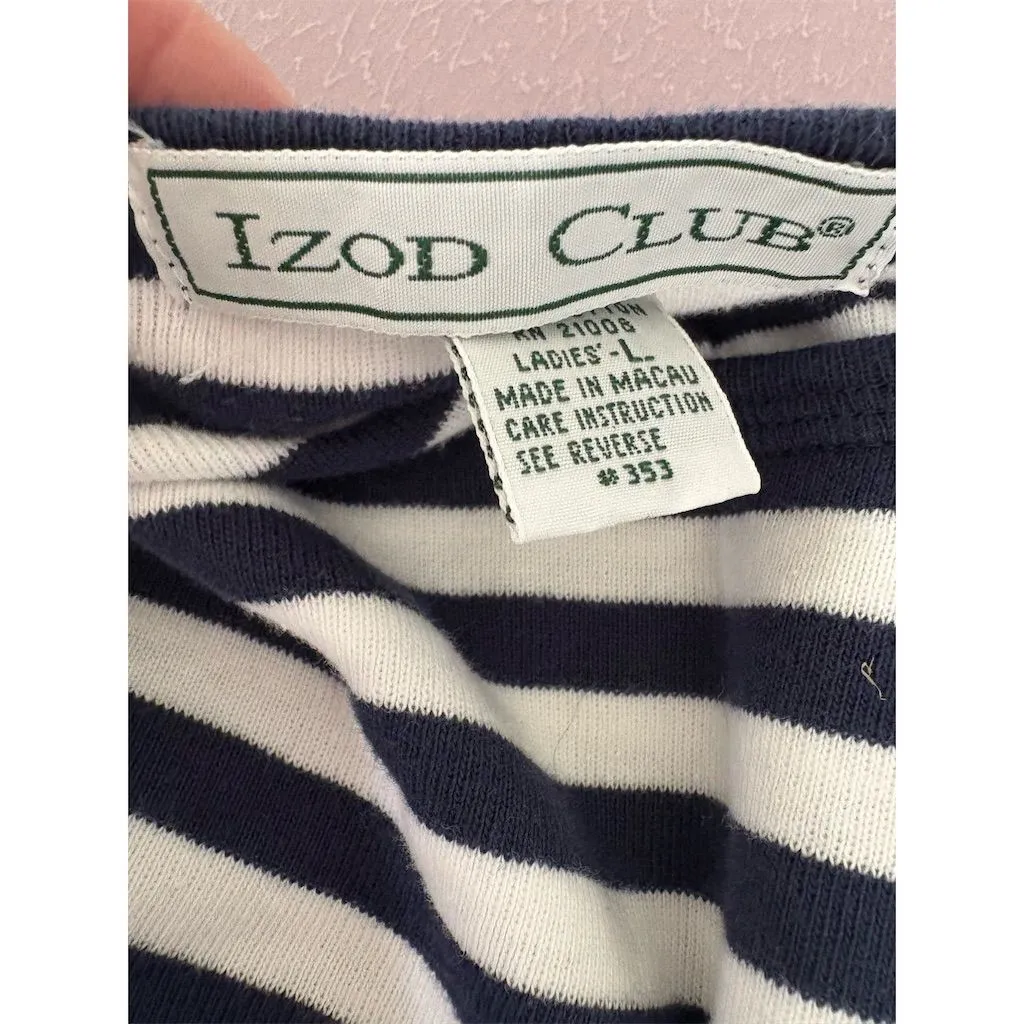 IZOD CLUB®
RN 21006
LADIES'-L
MADE IN MACAU
CARE INSTRUCTION
SEE REVERSE
#353